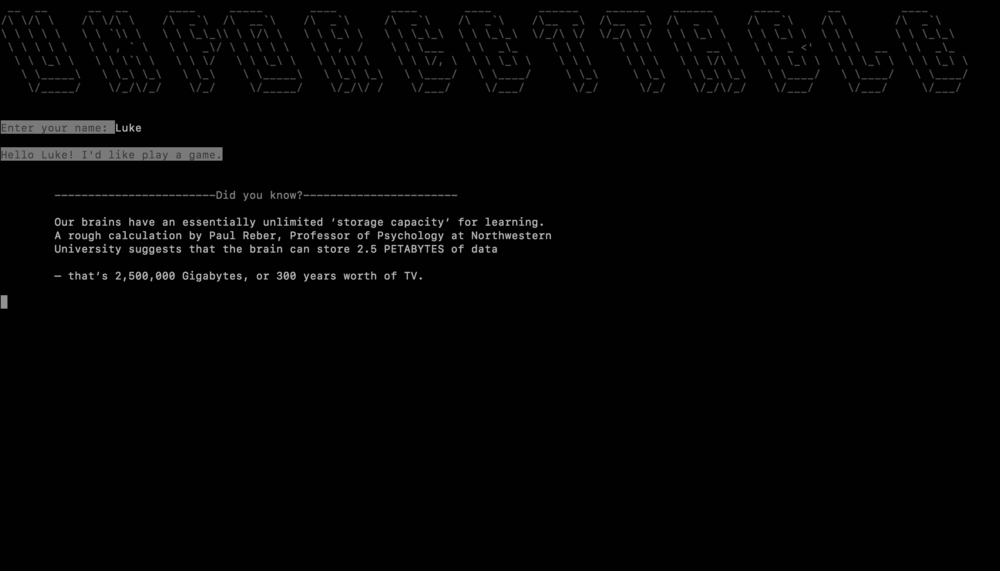 UNFORGETTABLE
Enter your name: Luke
Hello Luke! I'd like play a game.
------------------------Did you know?-----------------------
Our brains have an essentially unlimited ‘storage capacity’ for learning.
A rough calculation by Paul Reber, Professor of Psychology at Northwestern
University suggests that the brain can store 2.5 PETABYTES of data
– that’s 2,500,000 Gigabytes, or 300 years worth of TV.